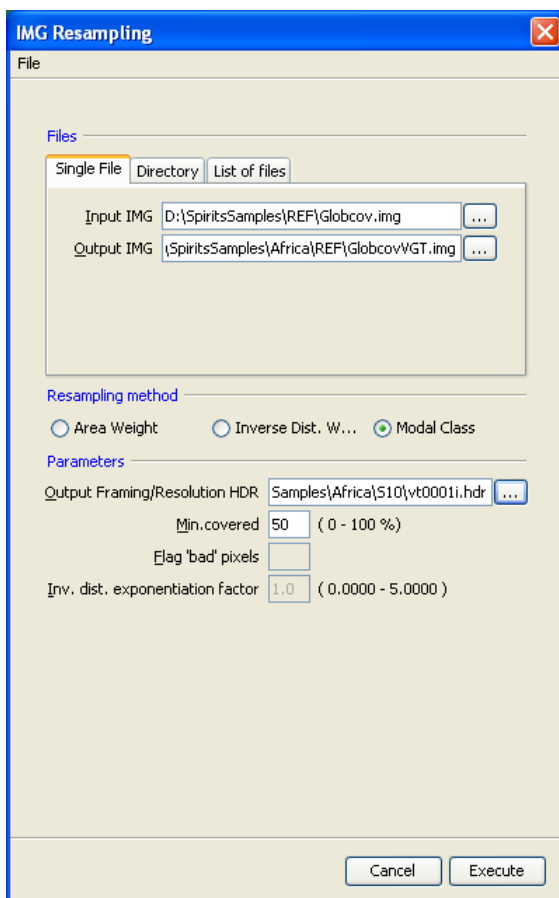 IMG Resampling
File
Files
Single File Directory List of files
Input IMG D:\SpiritsSamples\REF\Globcov.img ...
Output IMG \SpiritsSamples\Africa\REF\GlobcovVGT.img ...
Resampling method
Area Weight Inverse Dist. W... Modal Class
Parameters
Output Framing/Resolution HDR Samples\Africa\S10\vt0001i.hdr ...
Min.covered 50 ( 0 - 100 %)
Flag 'bad' pixels
Inv. dist. exponentiation factor 1.0 ( 0.0000 - 5.0000 )
Cancel Execute